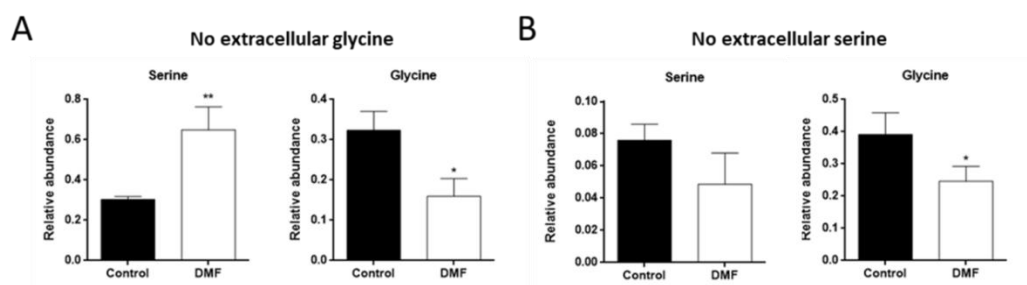 A
No extracellular glycine
Serine
Relative abundance
0.8
0.6
0.4
0.2
0.0
**
Control
DMF
Glycine
Relative abundance
0.4
0.3
0.2
0.1
0.0
*
Control
DMF
B
No extracellular serine
Serine
Relative abundance
0.10
0.08
0.06
0.04
0.02
0.00
Control
DMF
Glycine
Relative abundance
0.5
0.4
0.3
0.2
0.1
0.0
*
Control
DMF